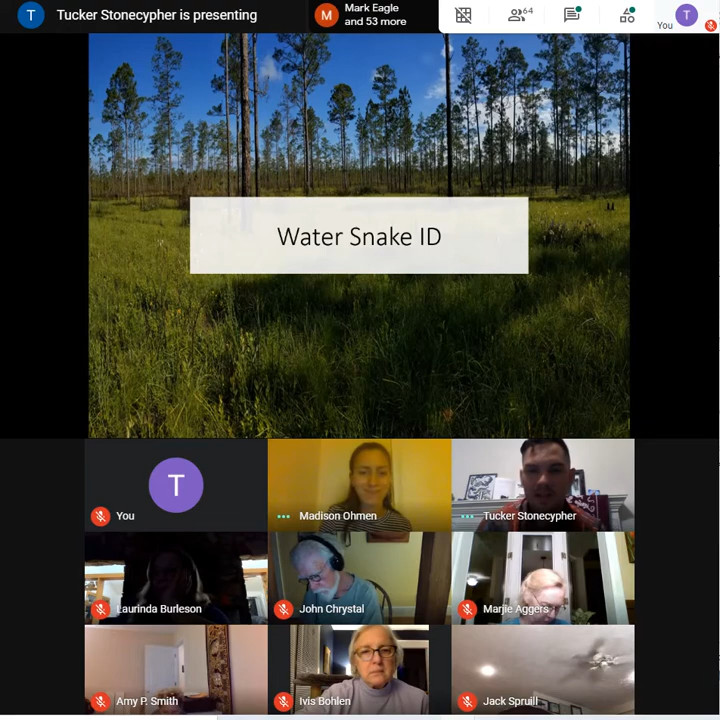 T
Tucker Stonecypher is presenting
M
Mark Eagle
and 53 more
64
You
T
Water Snake ID
T
You
Madison Ohmen
Tucker Stonecypher
Laurinda Burleson
John Chrystal
Marjie Aggers
Amy P. Smith
Ivis Bohlen
Jack Spruill